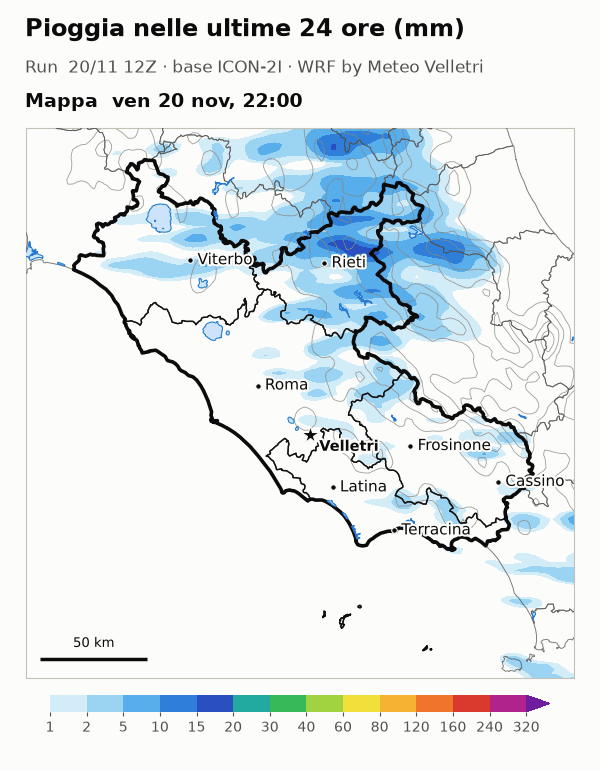 Pioggia nelle ultime 24 ore (mm)
Run  20/11 12Z · base ICON-2I · WRF by Meteo Velletri
Mappa  ven 20 nov, 22:00
Viterbo
Rieti
Roma
Velletri
Frosinone
Latina
Cassino
Terracina
50 km
1 2 5 10 15 20 30 40 60 80 120 160 240 320